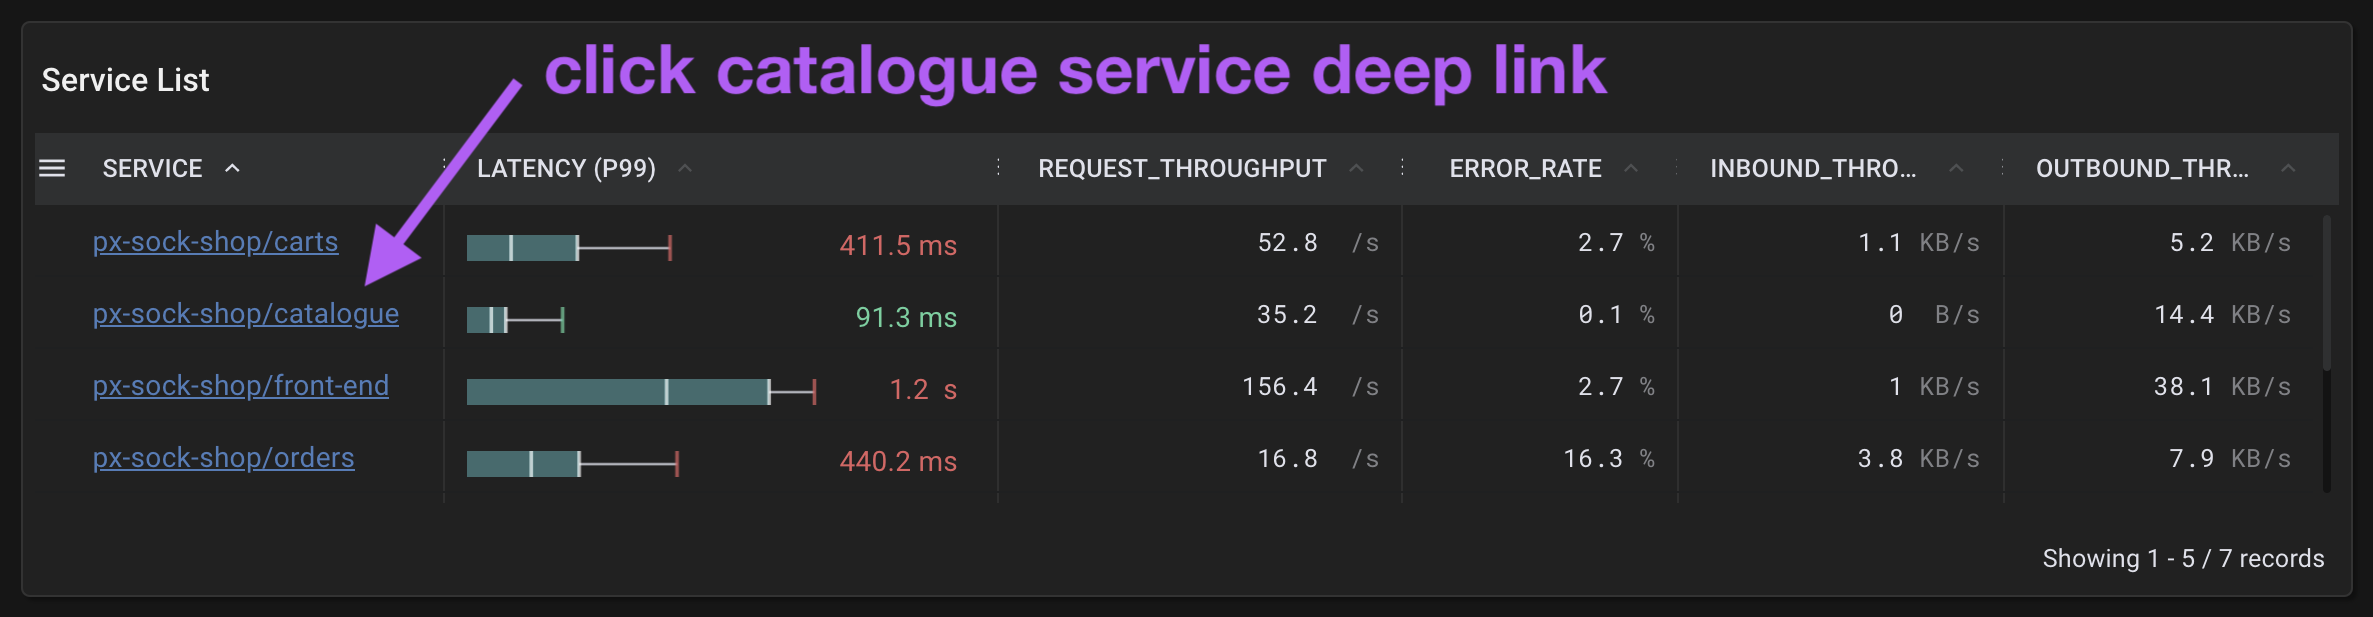 click catalogue service deep link
Service List
SERVICE LATENCY (P99) REQUEST_THROUGHPUT ERROR_RATE INBOUND_THRO... OUTBOUND_THR...
px-sock-shop/carts 411.5 ms 52.8 /s 2.7 % 1.1 KB/s 5.2 KB/s
px-sock-shop/catalogue 91.3 ms 35.2 /s 0.1 % 0 B/s 14.4 KB/s
px-sock-shop/front-end 1.2 s 156.4 /s 2.7 % 1 KB/s 38.1 KB/s
px-sock-shop/orders 440.2 ms 16.8 /s 16.3 % 3.8 KB/s 7.9 KB/s
Showing 1 - 5 / 7 records